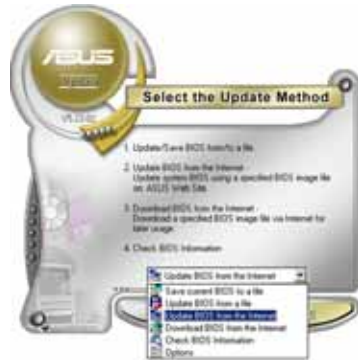 ASUS
Update
Select the Update Method
1. Update/Save BIOS from/to a file
2. Update BIOS from the Internet -
Update system BIOS using a specified BIOS image file
on ASUS Web Site.
3. Download BIOS from the Internet -
Download a specified BIOS image file via Internet for
later usage.
4. Check BIOS Information
Update BIOS from the Internet
Save current BIOS to a file
Update BIOS from a file
Update BIOS from the Internet
Download BIOS from the Internet
Check BIOS Information
Options